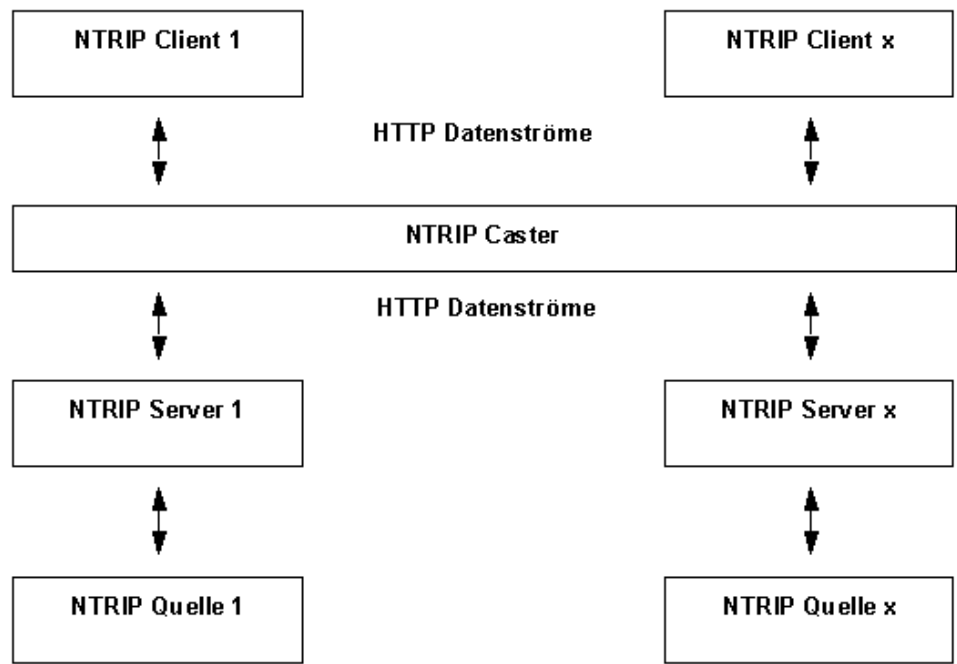 NTRIP Client 1
NTRIP Client x
HTTP Datenströme
NTRIP Caster
HTTP Datenströme
NTRIP Server 1
NTRIP Server x
NTRIP Quelle 1
NTRIP Quelle x